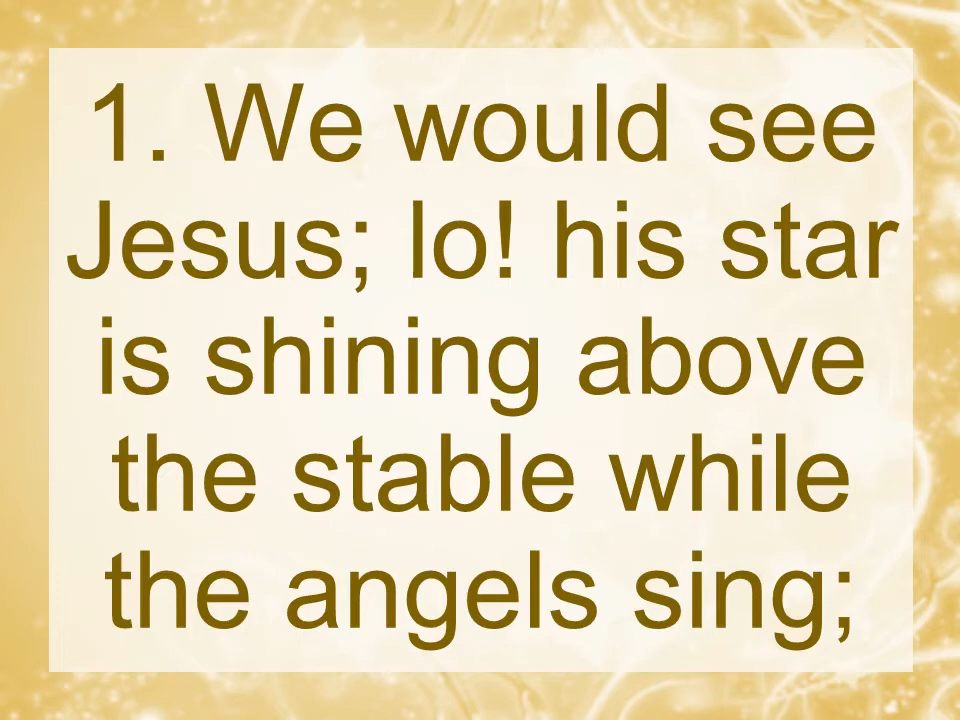 1. We would see
Jesus; lo! his star
is shining above
the stable while
the angels sing;